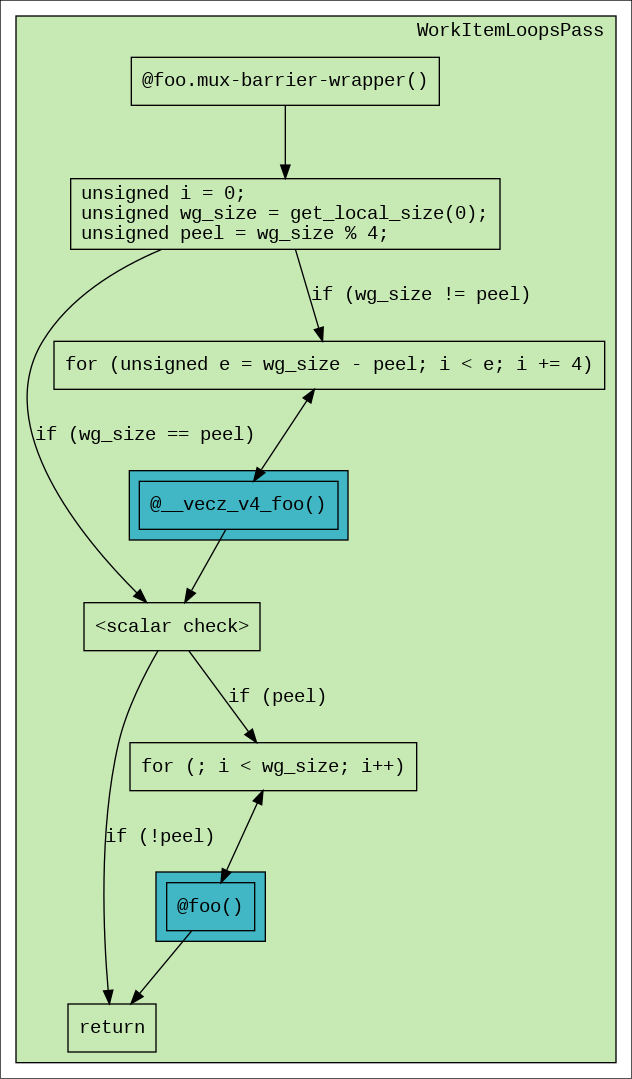 WorkItemLoopsPass
@foo.mux-barrier-wrapper()
unsigned i = 0;
unsigned wg_size = get_local_size(0);
unsigned peel = wg_size % 4;
if (wg_size != peel)
for (unsigned e = wg_size - peel; i < e; i += 4)
if (wg_size == peel)
@__vecz_v4_foo()
<scalar check>
if (peel)
for (; i < wg_size; i++)
if (!peel)
@foo()
return